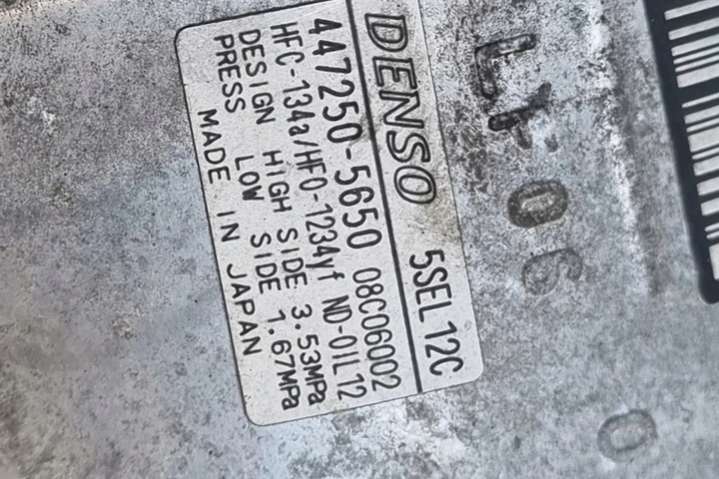 DENSO 5SEL12C
447250-5650 08C06002
HFC-134a/HFO-1234yf ND-OIL12
DESIGN HIGH SIDE 3.53MPa
PRESS LOW SIDE 1.67MPa
MADE IN JAPAN